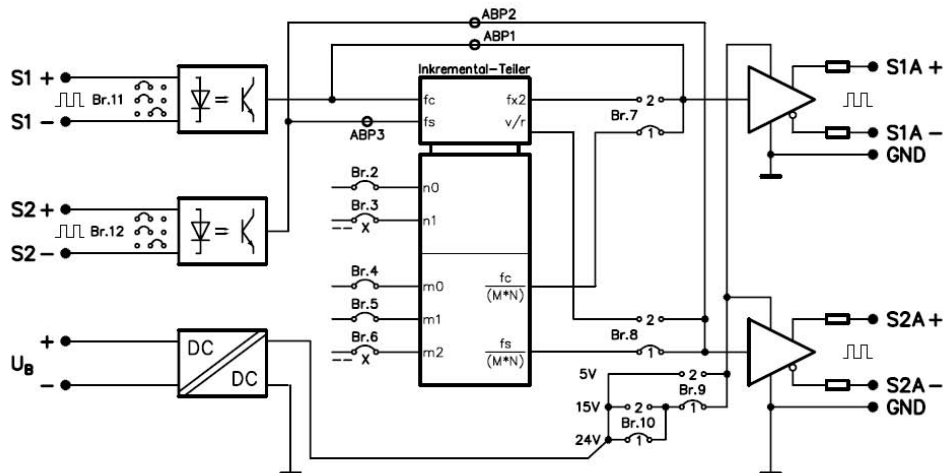 ABP2
ABP1
S1 +
Br.11
S1 -
=
Inkremental-Teiler
fc
fs
fx2
v/r
ABP3
2
Br.7
1
S1A +
S1A -
GND
S2 +
Br.12
S2 -
=
Br.2
n0
Br.3
n1
-- X
Br.4
m0
Br.5
m1
Br.6
m2
-- X
fc
(M*N)
fs
(M*N)
2
Br.8
1
S2A +
S2A -
GND
+
UB
-
DC
DC
5V
2
Br.9
15V
2
1
Br.10
24V
1